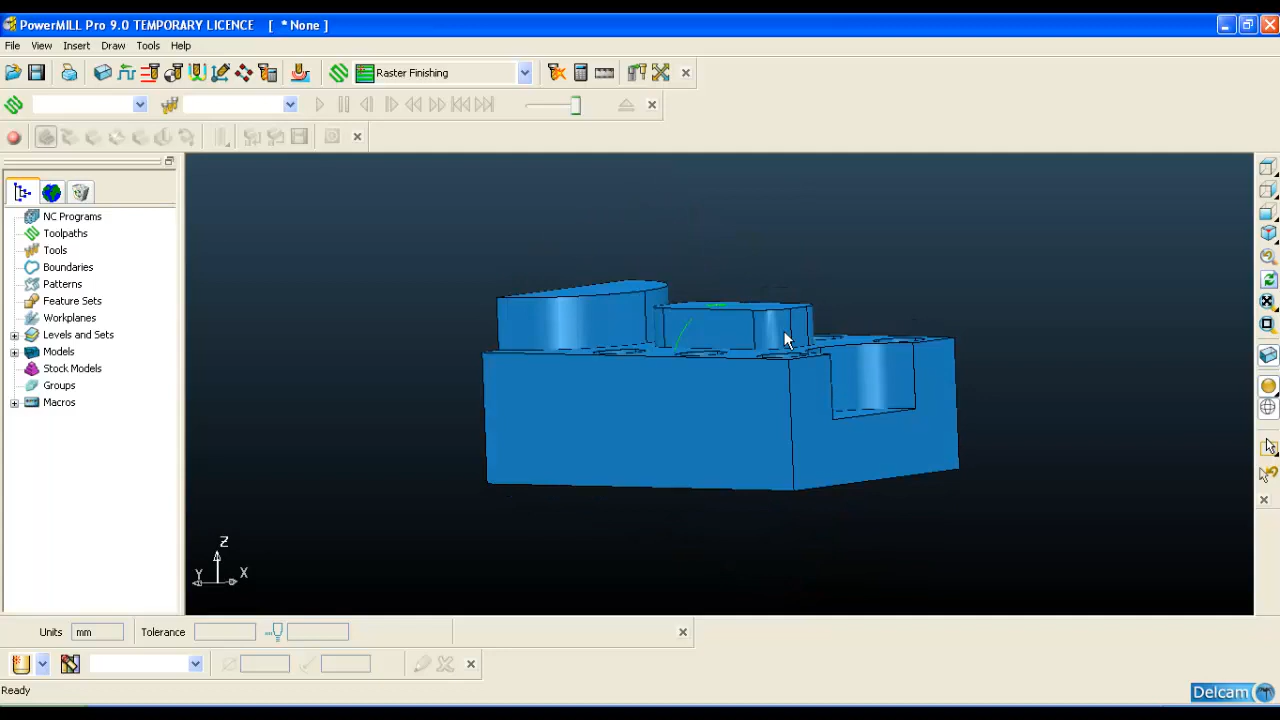 PowerMILL Pro 9.0 TEMPORARY LICENCE [ * None ]
File View Insert Draw Tools Help
Raster Finishing
NC Programs
Toolpaths
Tools
Boundaries
Patterns
Feature Sets
Workplanes
Levels and Sets
Models
Stock Models
Groups
Macros
Z
Y X
Units mm Tolerance
Ready Delcam